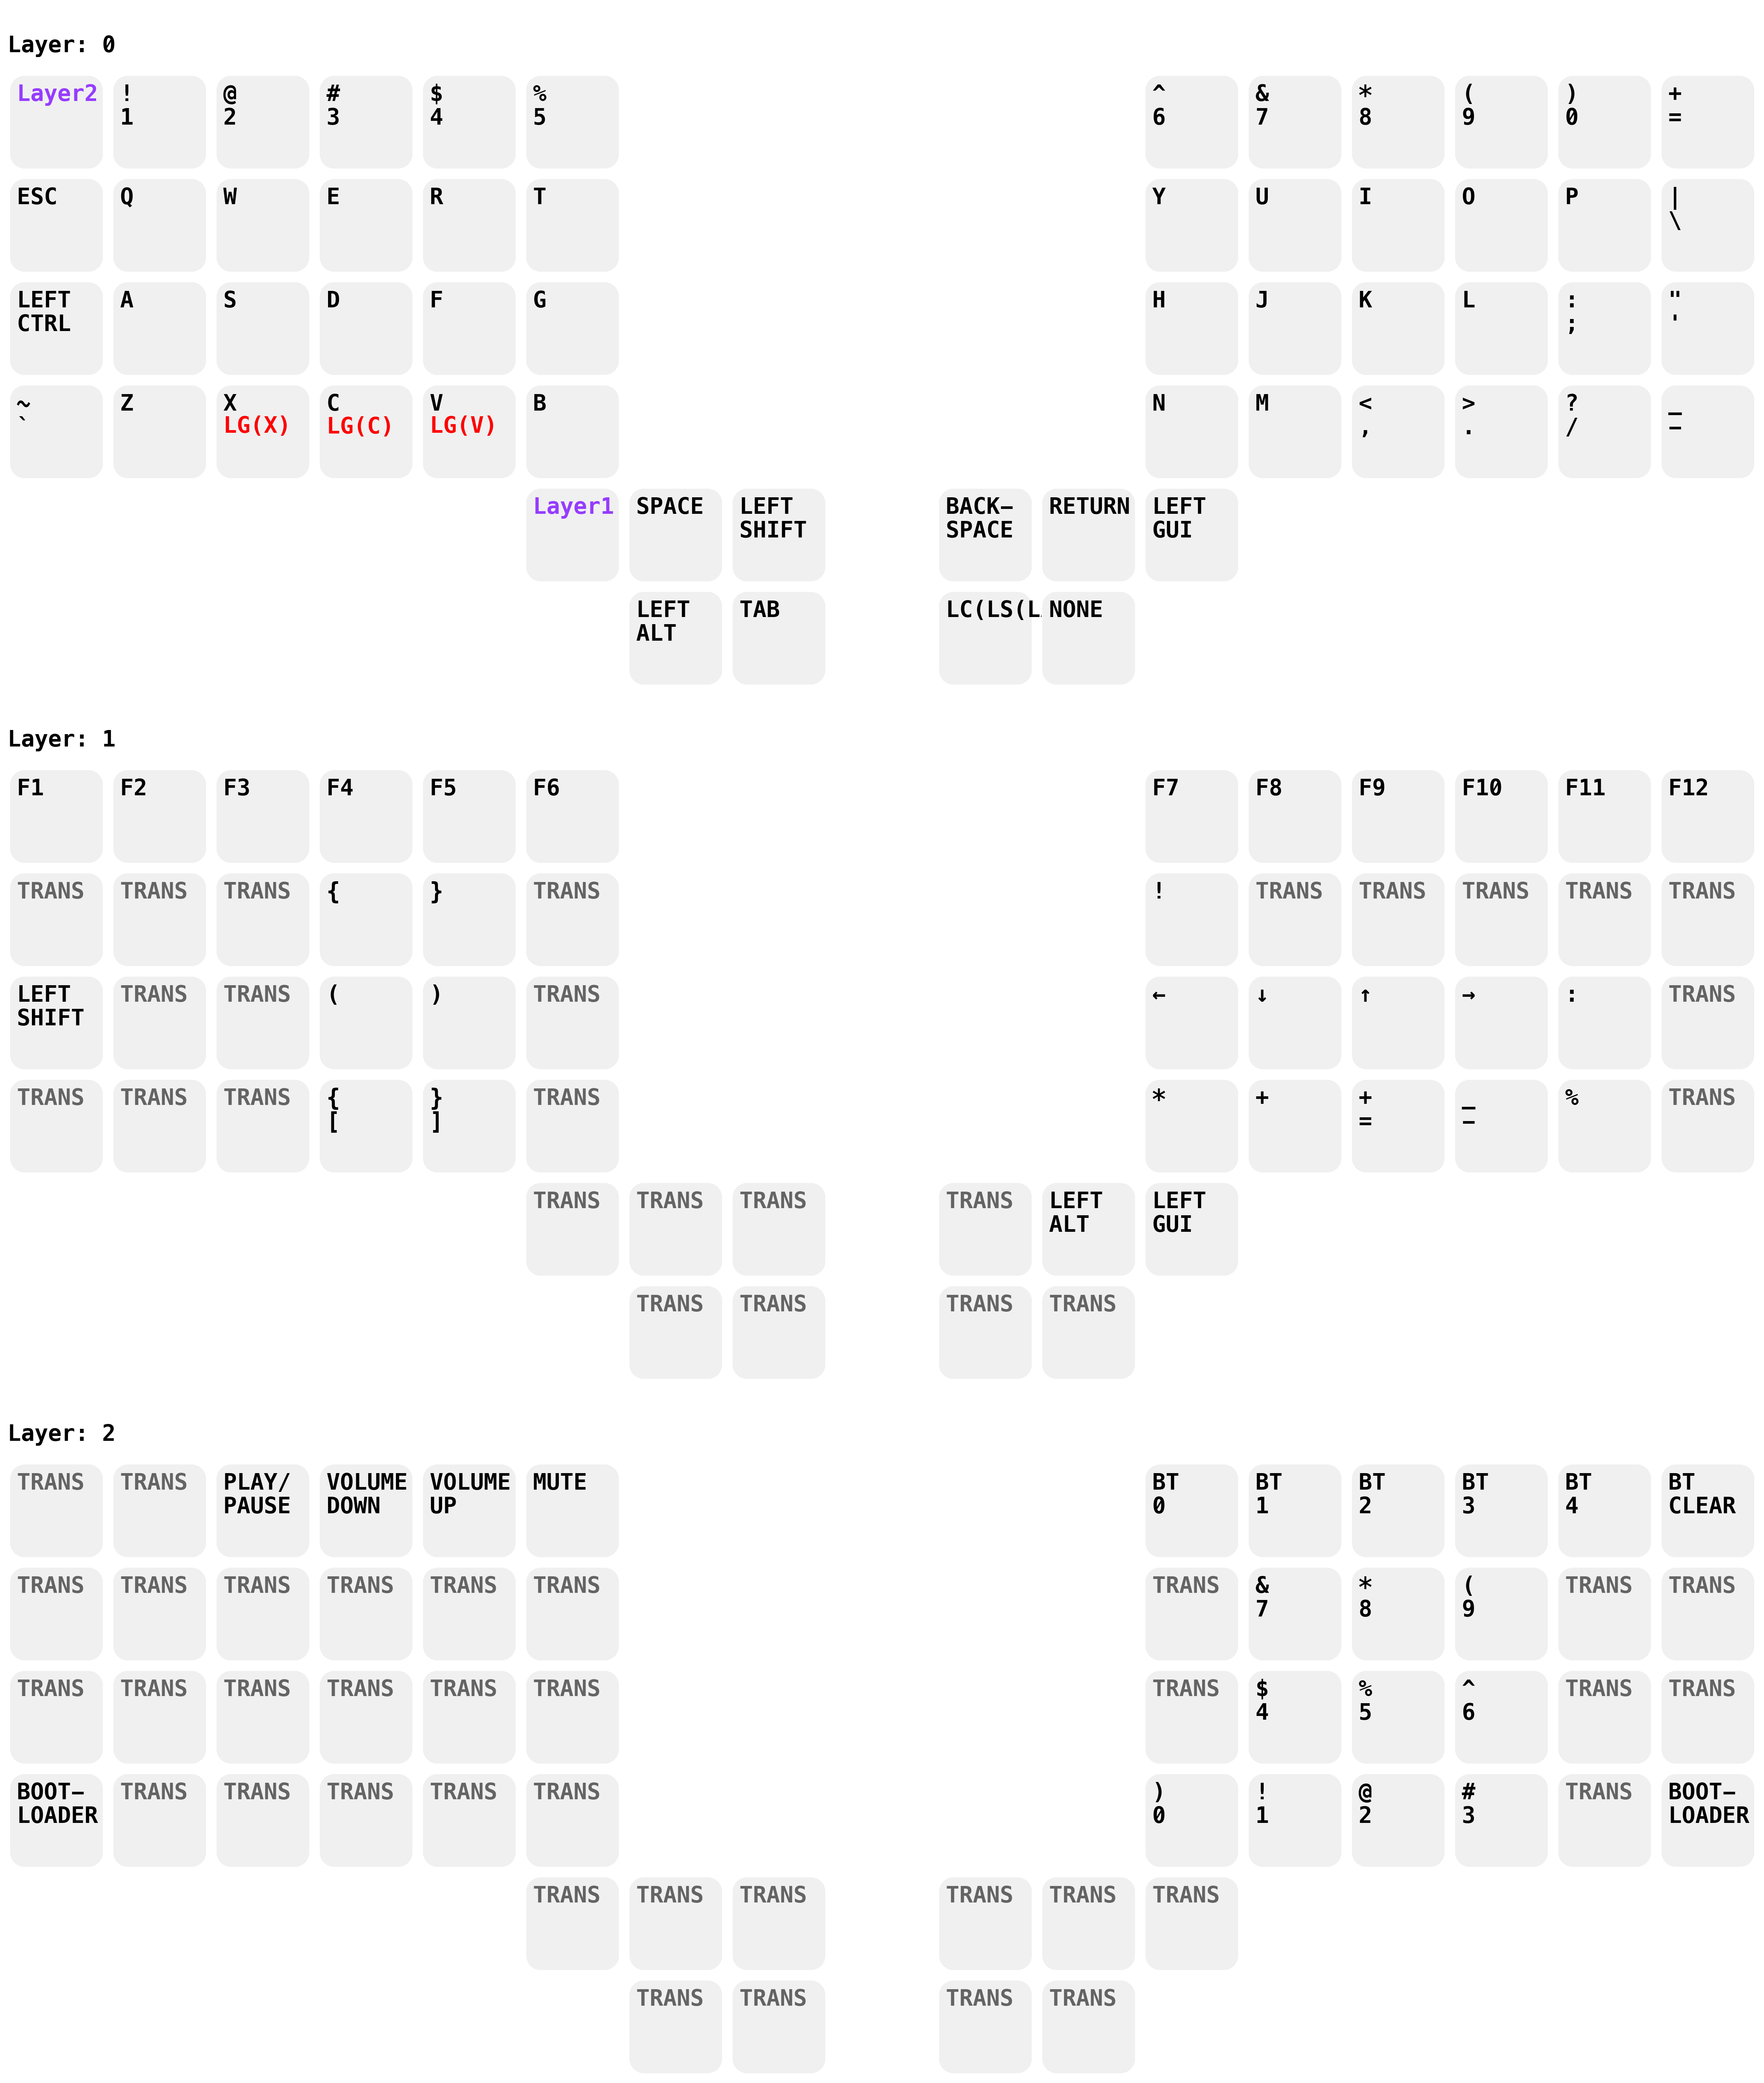 Layer: 0
Layer2 ! @ # $ % ^ & * ( ) +
1 2 3 4 5 6 7 8 9 0 =
ESC Q W E R T Y U I O P |
\
LEFT A S D F G H J K L : "
CTRL ; '
~ Z X C V B N M < > ? _
` LG(X) LG(C) LG(V) , . / -
Layer1 SPACE LEFT BACK- RETURN LEFT
SHIFT SPACE GUI
LEFT TAB LC(LS(L NONE
ALT
Layer: 1
F1 F2 F3 F4 F5 F6 F7 F8 F9 F10 F11 F12
TRANS TRANS TRANS { } TRANS ! TRANS TRANS TRANS TRANS TRANS
LEFT TRANS TRANS ( ) TRANS ← ↓ ↑ → : TRANS
SHIFT
TRANS TRANS TRANS { } TRANS * + + _ % TRANS
[ ] = -
TRANS TRANS TRANS TRANS LEFT LEFT
ALT GUI
TRANS TRANS TRANS TRANS
Layer: 2
TRANS TRANS PLAY/ VOLUME VOLUME MUTE BT BT BT BT BT BT
PAUSE DOWN UP 0 1 2 3 4 CLEAR
TRANS TRANS TRANS TRANS TRANS TRANS TRANS & * ( TRANS TRANS
7 8 9
TRANS TRANS TRANS TRANS TRANS TRANS TRANS $ % ^ TRANS TRANS
4 5 6
BOOT- TRANS TRANS TRANS TRANS TRANS ) ! @ # TRANS BOOT-
LOADER 0 1 2 3 LOADER
TRANS TRANS TRANS TRANS TRANS TRANS
TRANS TRANS TRANS TRANS